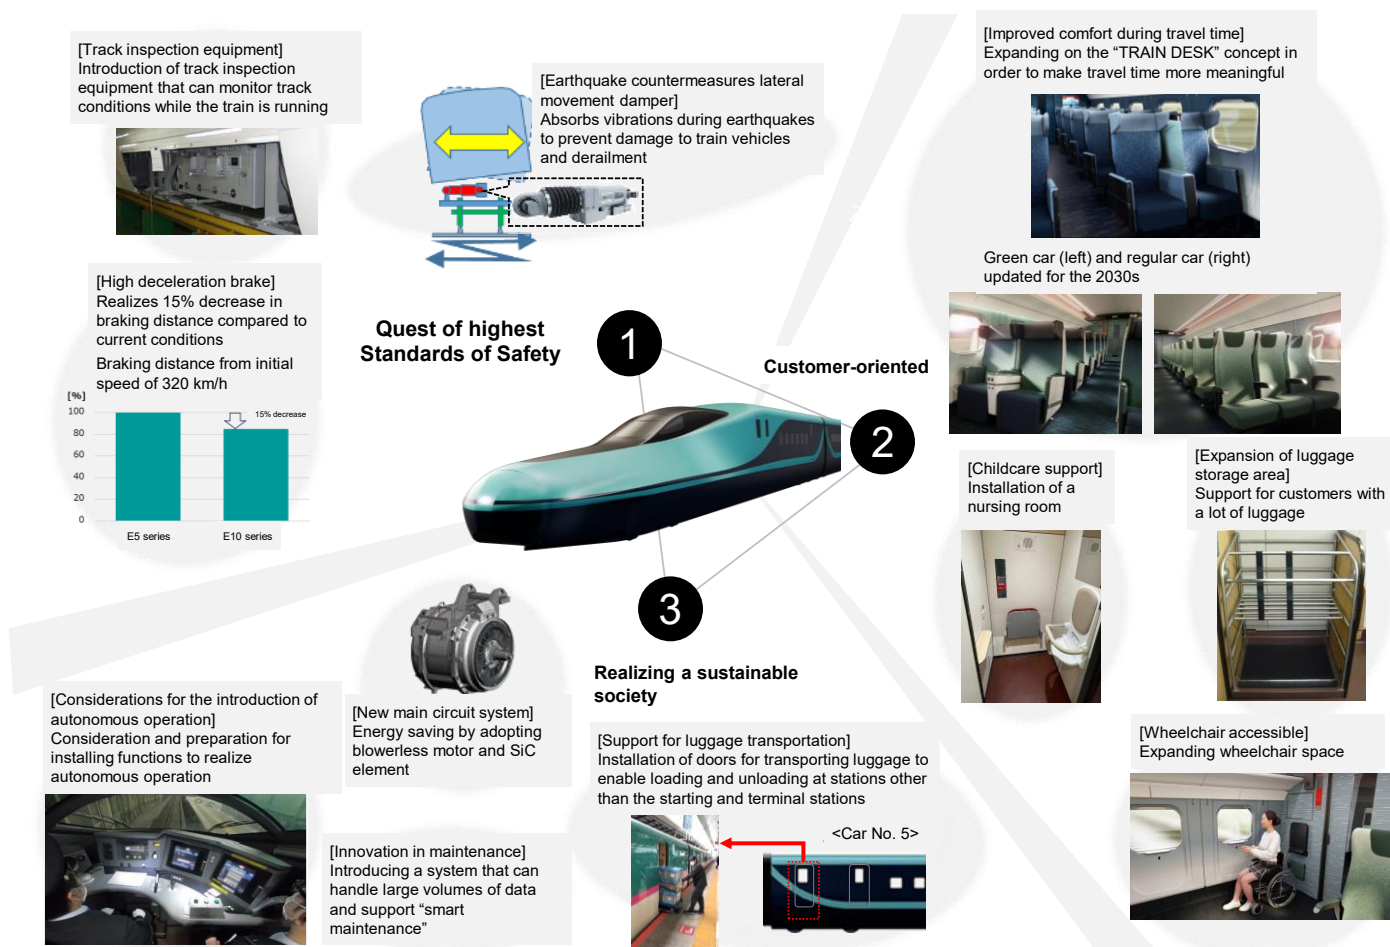 [Track inspection equipment]
Introduction of track inspection
equipment that can monitor track
conditions while the train is running
[Earthquake countermeasures lateral
movement damper]
Absorbs vibrations during earthquakes
to prevent damage to train vehicles
and derailment
[Improved comfort during travel time]
Expanding on the “TRAIN DESK” concept in
order to make travel time more meaningful
Green car (left) and regular car (right)
updated for the 2030s
[High deceleration brake]
Realizes 15% decrease in
braking distance compared to
current conditions
Braking distance from initial
speed of 320 km/h
[%]
100
80
60
40
20
0
15% decrease
E5 series
E10 series
Quest of highest
Standards of Safety
1
Customer-oriented
2
3
Realizing a sustainable
society
[Childcare support]
Installation of a
nursing room
[Expansion of luggage
storage area]
Support for customers with
a lot of luggage
[Wheelchair accessible]
Expanding wheelchair space
[Considerations for the introduction of
autonomous operation]
Consideration and preparation for
installing functions to realize
autonomous operation
[New main circuit system]
Energy saving by adopting
blowerless motor and SiC
element
[Innovation in maintenance]
Introducing a system that can
handle large volumes of data
and support “smart
maintenance”
[Support for luggage transportation]
Installation of doors for transporting luggage to
enable loading and unloading at stations other
than the starting and terminal stations
<Car No. 5>